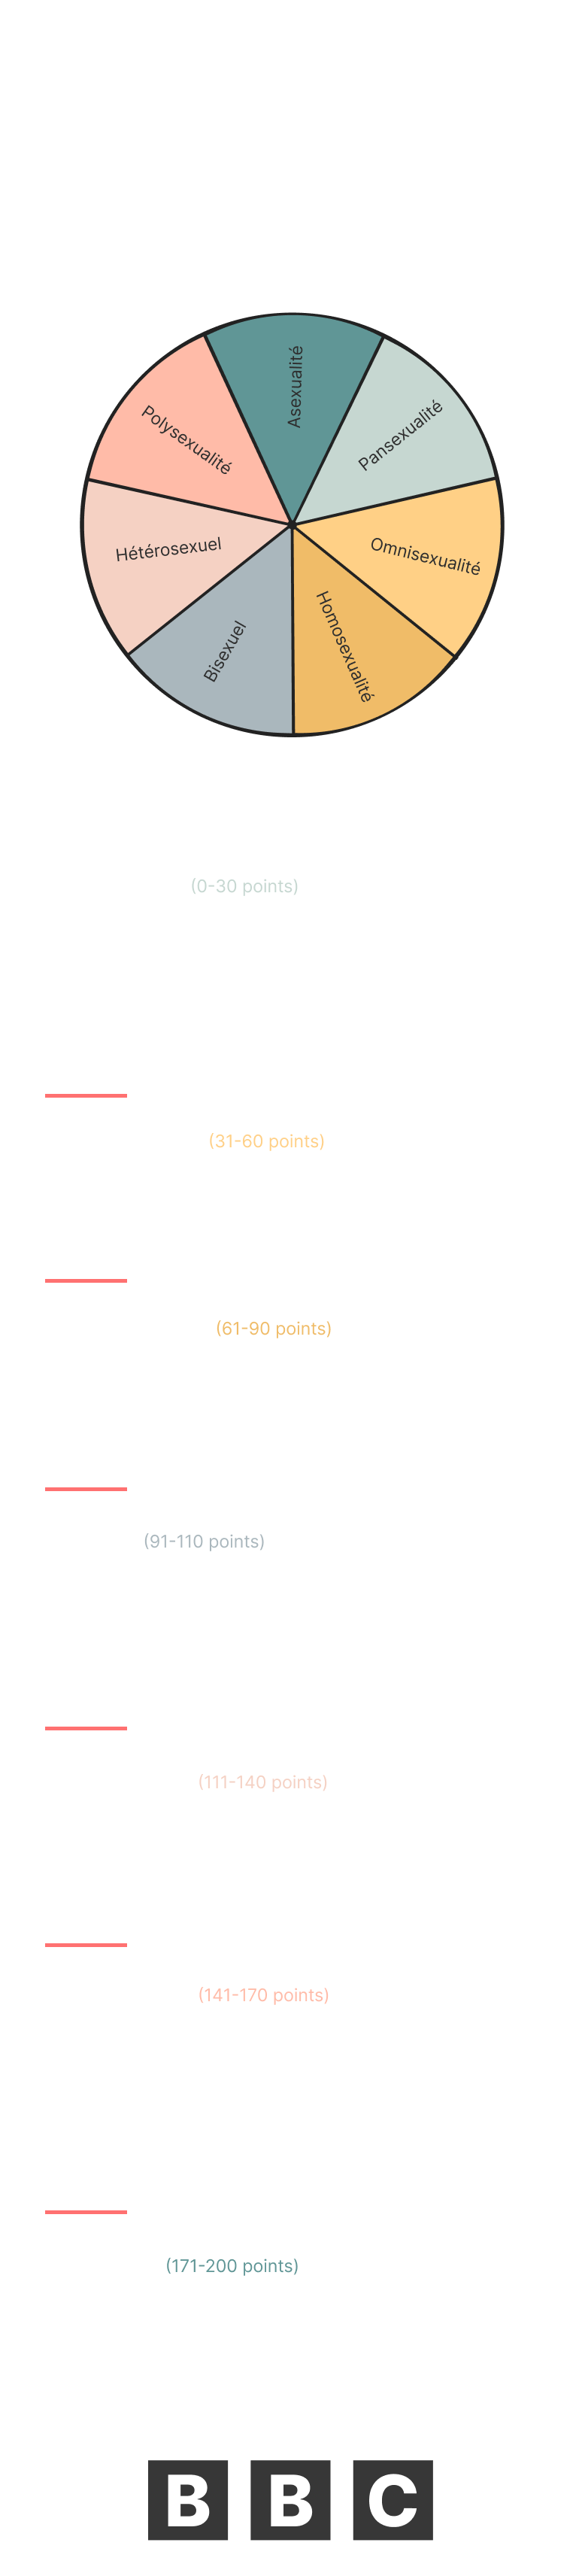 Asexualité
Pansexualité
Polysexualité
Omnisexualité
Hétérosexuel
Homosexualité
Bisexuel
(0-30 points)
(31-60 points)
(61-90 points)
(91-110 points)
(111-140 points)
(141-170 points)
(171-200 points)
BBC